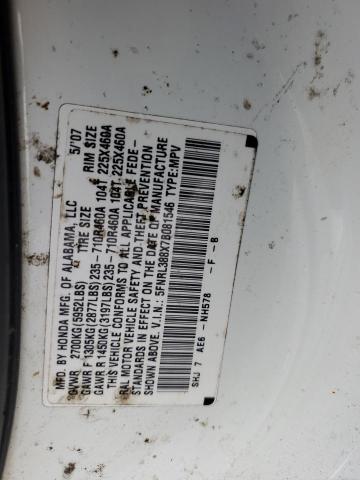 MFD. BY HONDA MFG. OF ALABAMA, LLC 5/'07
GVWR 2700KG(5952LBS) TIRE SIZE RIM SIZE
GAWR F 1305KG(2877LBS) 235-710R460A 104T 225X460A
GAWR R 1450KG(3197LBS) 235-710R460A 104T 225X460A
THIS VEHICLE CONFORMS TO ALL APPLICABLE FEDE-
RAL MOTOR VEHICLE SAFETY AND THEFT PREVENTION
STANDARDS IN EFFECT ON THE DATE OF MANUFACTURE
SHOWN ABOVE. V.I.N.: 5FNRL388X7B081546 TYPE:MPV
SHJ 7 AE6 -NH578 -F -B